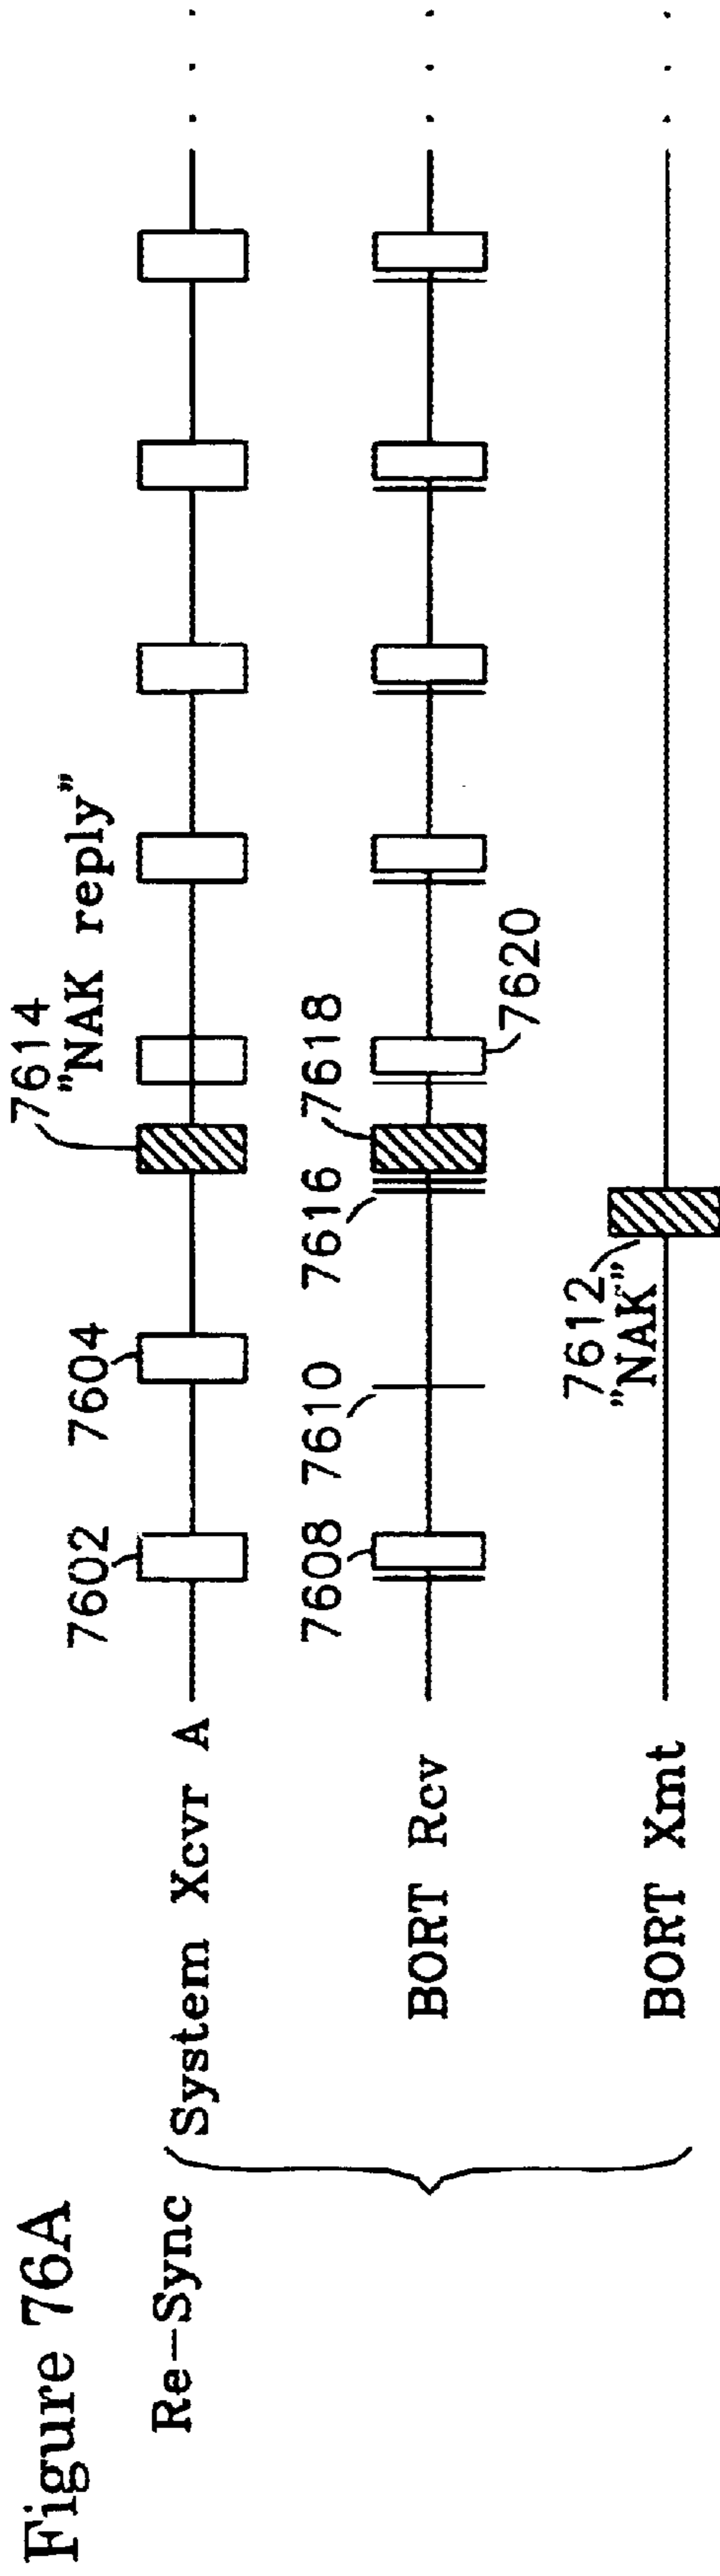 Figure 76A
Re-Sync
System Xcvr A
7602
7604
7614
"NAK reply"
BORT Rcv
7608
7610
7616
7618
7620
BORT Xmt
7612
"NAK"